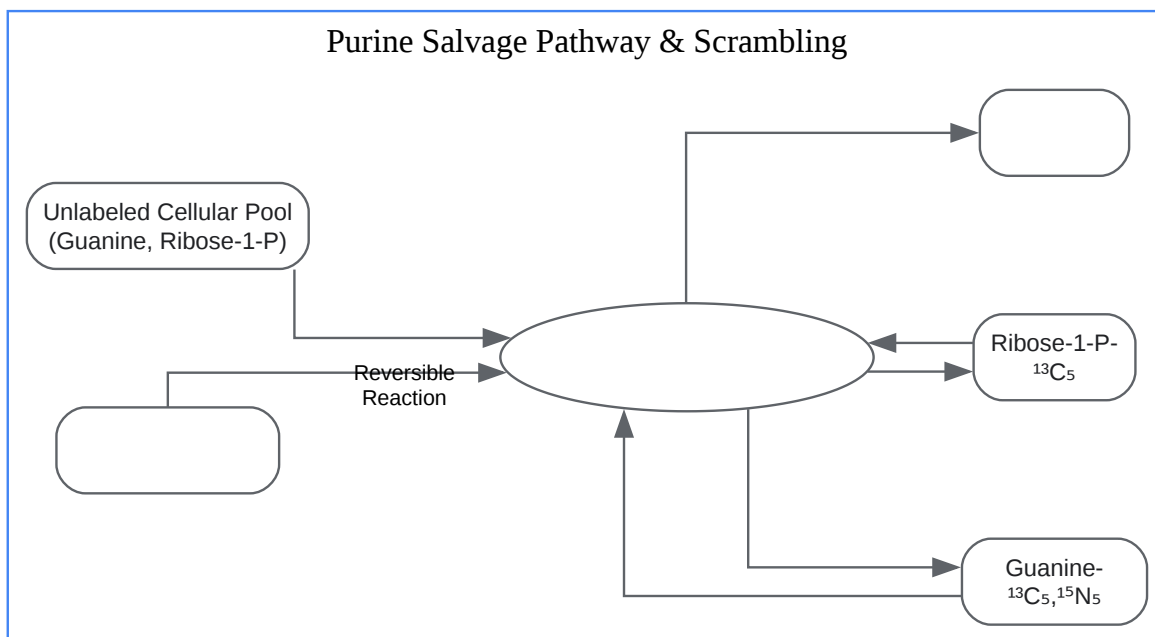 Purine Salvage Pathway & Scrambling
Unlabeled Cellular Pool
(Guanine, Ribose-1-P)
Ribose-1-P-
¹³C₅
Reversible
Reaction
Guanine-
¹³C₅,¹⁵N₅